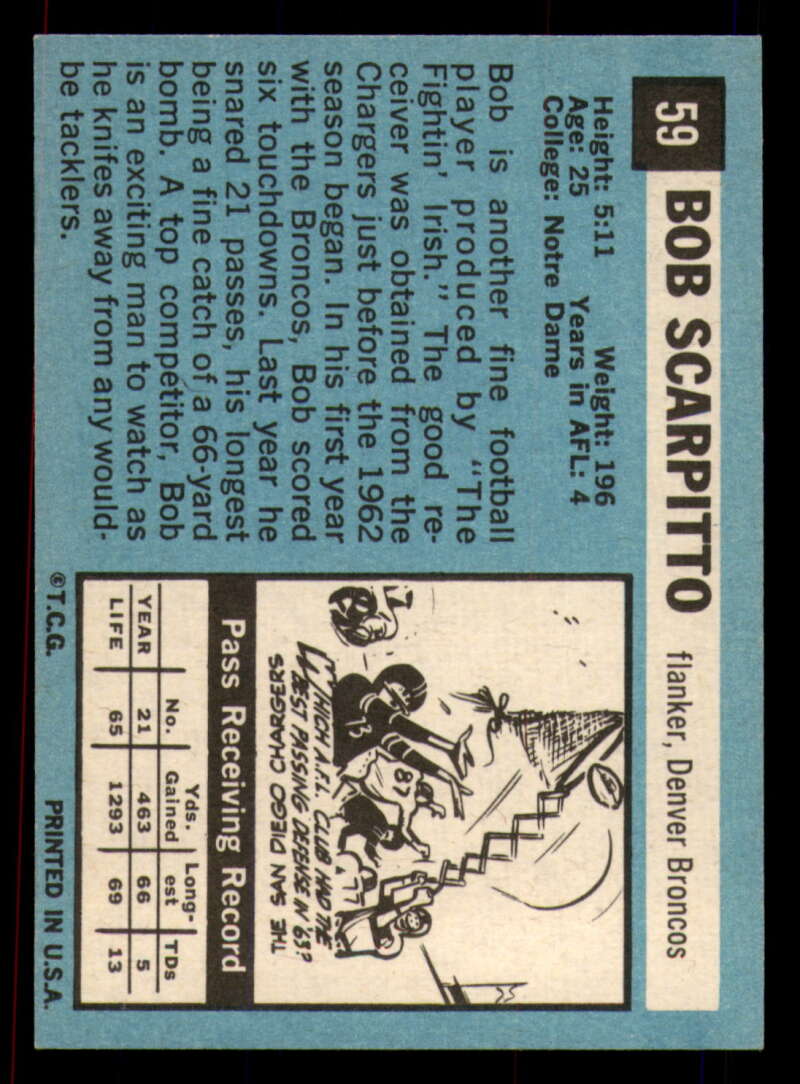 59 BOB SCARPITTO flanker, Denver Broncos
Height: 5:11 Weight: 196
Age: 25 Years in AFL: 4
College: Notre Dame
Bob is another fine football
player produced by "The
Fightin' Irish." The good re-
ceiver was obtained from the
Chargers just before the 1962
season began. In his first year
with the Broncos, Bob scored
six touchdowns. Last year he
snared 21 passes, his longest
being a fine catch of a 66-yard
bomb. A top competitor, Bob
is an exciting man to watch as
he knifes away from any would-
be tacklers.
87
13
77
WHICH A.F.L. CLUB HAD THE
BEST PASSING DEFENSE IN '63?
THE SAN DIEGO CHARGERS
Pass Receiving Record
No. Yds. Gained Long-est TDs
YEAR 21 463 66 5
LIFE 65 1293 69 13
©T.C.G. PRINTED IN U.S.A.